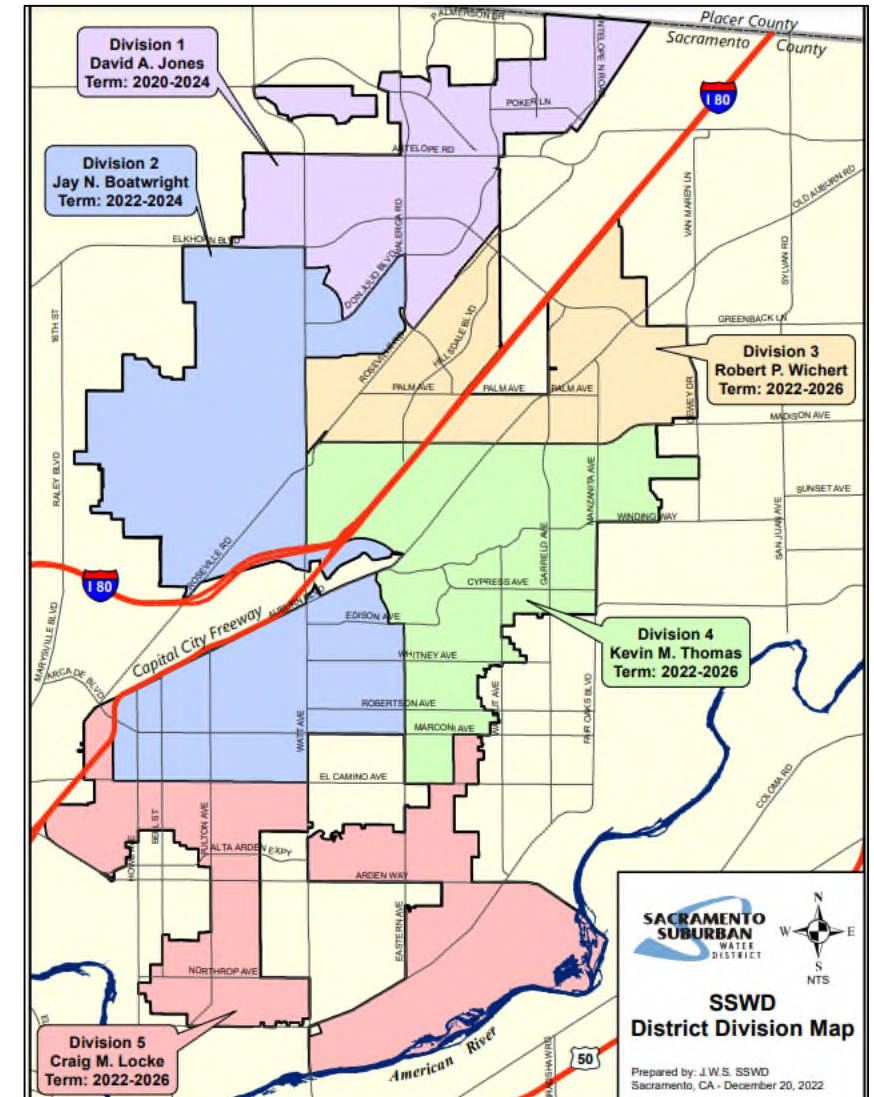 PALMERSON DR
Placer County
Sacramento County
ANTELOPE N ROAD
Division 1
David A. Jones
Term: 2020-2024
I 80
POKER LN
ANTELOPE RD
Division 2
Jay N. Boatwright
Term: 2022-2024
VAN MAREN LN
OLD AUBURN RD
SYLVAN RD
ELKHORN BLVD
WALERGA RD
DON JULIO BLVD
16TH ST
HILLSDALE BLVD
GREENBACK LN
Division 3
Robert P. Wichert
Term: 2022-2026
PALM AVE
PALM AVE
PALM AVE
DEWEY DR
MADISON AVE
RALEY BLVD
MANZANITA AVE
SUNSET AVE
WINDING WAY
SAN JUAN AVE
ROSEVILLE RD
GARFIELD AVE
I 80
CYPRESS AVE
MARYSVILLE BLVD
Capital City Freeway
AUBURN BLVD
EDISON AVE
Division 4
Kevin M. Thomas
Term: 2022-2026
WHITNEY AVE
ARCADE BLVD
ROBERTSON AVE
WATT AVE
MARCONI AVE
FAIR OAKS BLVD
EL CAMINO AVE
COLOMA RD
BELL ST
FULTON AVE
HOWE AVE
ALTA ARDEN EXPY
ARDEN WAY
EASTERN AVE
NORTHROP AVE
SACRAMENTO
SUBURBAN
WATER
DISTRICT
N
W
E
S
NTS
SSWD
District Division Map
Division 5
Craig M. Locke
Term: 2022-2026
American River
50
Prepared by: J.W.S. SSWD
Sacramento, CA - December 20, 2022